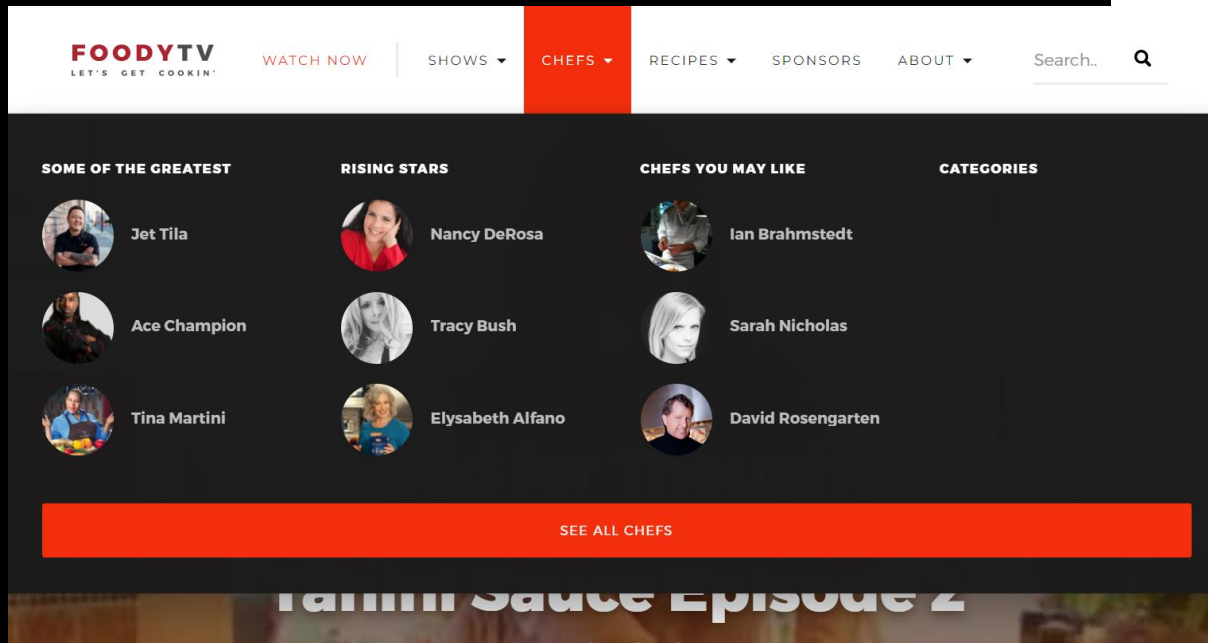 FOODYTV
LET'S GET COOKIN'
WATCH NOW
SHOWS
CHEFS
RECIPES
SPONSORS
ABOUT
Search..
SOME OF THE GREATEST
Jet Tila
Ace Champion
Tina Martini
RISING STARS
Nancy DeRosa
Tracy Bush
Elysabeth Alfano
CHEFS YOU MAY LIKE
Ian Brahmstedt
Sarah Nicholas
David Rosengarten
CATEGORIES
SEE ALL CHEFS
Tahini Sauce Episode 2